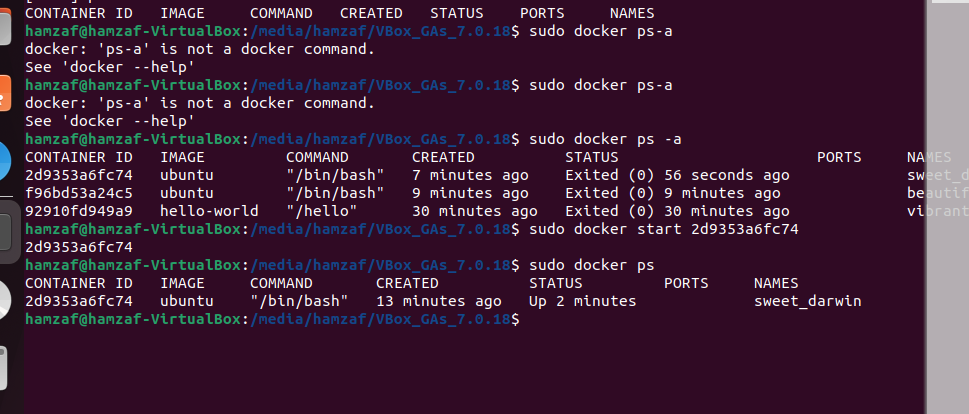 CONTAINER ID   IMAGE     COMMAND   CREATED   STATUS    PORTS     NAMES
hamzaf@hamzaf-VirtualBox:/media/hamzaf/VBox_GAs_7.0.18$ sudo docker ps-a
docker: 'ps-a' is not a docker command.
See 'docker --help'
hamzaf@hamzaf-VirtualBox:/media/hamzaf/VBox_GAs_7.0.18$ sudo docker ps-a
docker: 'ps-a' is not a docker command.
See 'docker --help'
hamzaf@hamzaf-VirtualBox:/media/hamzaf/VBox_GAs_7.0.18$ sudo docker ps -a
CONTAINER ID   IMAGE         COMMAND       CREATED          STATUS                      PORTS     NAMES
2d9353a6fc74   ubuntu        "/bin/bash"   7 minutes ago    Exited (0) 56 seconds ago             sweet_d
f96bd53a24c5   ubuntu        "/bin/bash"   9 minutes ago    Exited (0) 9 minutes ago              beautif
92910fd949a9   hello-world   "/hello"      30 minutes ago   Exited (0) 30 minutes ago             vibrant
hamzaf@hamzaf-VirtualBox:/media/hamzaf/VBox_GAs_7.0.18$ sudo docker start 2d9353a6fc74
2d9353a6fc74
hamzaf@hamzaf-VirtualBox:/media/hamzaf/VBox_GAs_7.0.18$ sudo docker ps
CONTAINER ID   IMAGE     COMMAND       CREATED          STATUS         PORTS     NAMES
2d9353a6fc74   ubuntu    "/bin/bash"   13 minutes ago   Up 2 minutes             sweet_darwin
hamzaf@hamzaf-VirtualBox:/media/hamzaf/VBox_GAs_7.0.18$